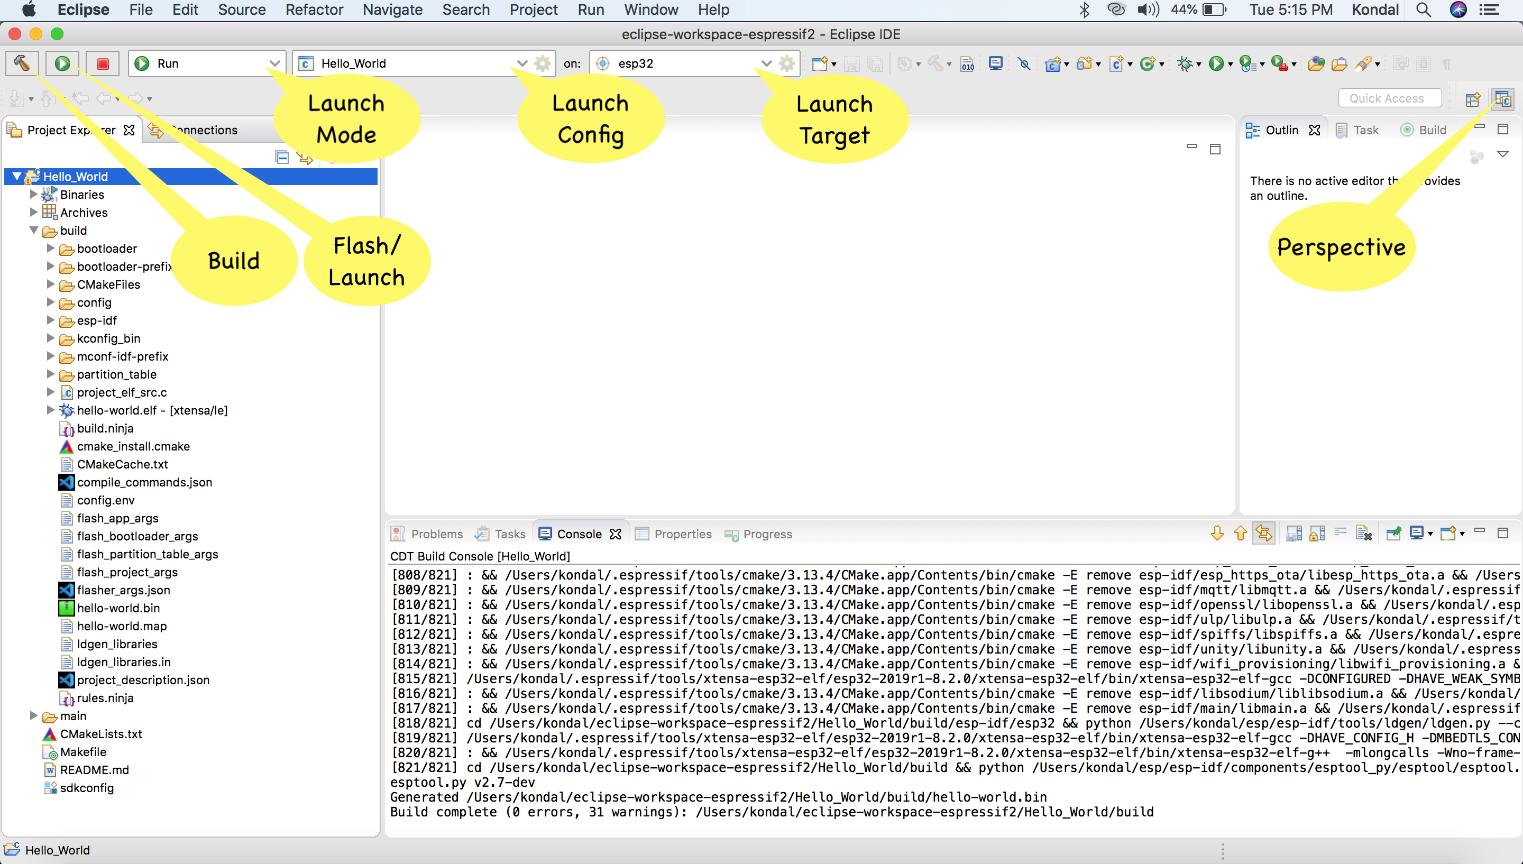 Eclipse File Edit Source Refactor Navigate Search Project Run Window Help 44% Tue 5:15 PM Kondal
eclipse-workspace-espressif2 - Eclipse IDE
Run Hello_World on: esp32
Launch Mode
Launch Config
Launch Target
Quick Access
Project Explorer
onnections
Outlin Task Build
There is no active editor th vides
an outline.
Hello_World
Binaries
Archives
build
bootloader
bootloader-prefix
CMakeFiles
config
esp-idf
kconfig_bin
mconf-idf-prefix
partition_table
project_elf_src.c
hello-world.elf - [xtensa/le]
build.ninja
cmake_install.cmake
CMakeCache.txt
compile_commands.json
config.env
flash_app_args
flash_bootloader_args
flash_partition_table_args
flash_project_args
flasher_args.json
hello-world.bin
hello-world.map
ldgen_libraries
ldgen_libraries.in
project_description.json
rules.ninja
main
CMakeLists.txt
Makefile
README.md
sdkconfig
Build
Flash/
Launch
Perspective
Problems Tasks Console Properties Progress
CDT Build Console [Hello_World]
[808/821] : && /Users/kondal/.espressif/tools/cmake/3.13.4/CMake.app/Contents/bin/cmake -E remove esp-idf/esp_https_ota/libesp_https_ota.a && /Users
[809/821] : && /Users/kondal/.espressif/tools/cmake/3.13.4/CMake.app/Contents/bin/cmake -E remove esp-idf/mqtt/libmqtt.a && /Users/kondal/.espressif
[810/821] : && /Users/kondal/.espressif/tools/cmake/3.13.4/CMake.app/Contents/bin/cmake -E remove esp-idf/openssl/libopenssl.a && /Users/kondal/.esp
[811/821] : && /Users/kondal/.espressif/tools/cmake/3.13.4/CMake.app/Contents/bin/cmake -E remove esp-idf/ulp/libulp.a && /Users/kondal/.espressif/t
[812/821] : && /Users/kondal/.espressif/tools/cmake/3.13.4/CMake.app/Contents/bin/cmake -E remove esp-idf/spiffs/libspiffs.a && /Users/kondal/.espre
[813/821] : && /Users/kondal/.espressif/tools/cmake/3.13.4/CMake.app/Contents/bin/cmake -E remove esp-idf/unity/libunity.a && /Users/kondal/.espress
[814/821] : && /Users/kondal/.espressif/tools/cmake/3.13.4/CMake.app/Contents/bin/cmake -E remove esp-idf/wifi_provisioning/libwifi_provisioning.a &
[815/821] /Users/kondal/.espressif/tools/xtensa-esp32-elf/esp32-2019r1-8.2.0/xtensa-esp32-elf/bin/xtensa-esp32-elf-gcc -DCONFIGURED -DHAVE_WEAK_SYMB
[816/821] : && /Users/kondal/.espressif/tools/cmake/3.13.4/CMake.app/Contents/bin/cmake -E remove esp-idf/libsodium/liblibsodium.a && /Users/kondal/
[817/821] : && /Users/kondal/.espressif/tools/cmake/3.13.4/CMake.app/Contents/bin/cmake -E remove esp-idf/main/libmain.a && /Users/kondal/.espressif
[818/821] cd /Users/kondal/eclipse-workspace-espressif2/Hello_World/build/esp-idf/esp32 && python /Users/kondal/esp/esp-idf/tools/ldgen/ldgen.py --c
[819/821] /Users/kondal/.espressif/tools/xtensa-esp32-elf/esp32-2019r1-8.2.0/xtensa-esp32-elf/bin/xtensa-esp32-elf-gcc -DHAVE_CONFIG_H -DMBEDTLS_CON
[820/821] : && /Users/kondal/.espressif/tools/xtensa-esp32-elf/esp32-2019r1-8.2.0/xtensa-esp32-elf/bin/xtensa-esp32-elf-g++ -mlongcalls -Wno-frame-
[821/821] cd /Users/kondal/eclipse-workspace-espressif2/Hello_World/build && python /Users/kondal/esp/esp-idf/components/esptool_py/esptool/esptool.
esptool.py v2.7-dev
Generated /Users/kondal/eclipse-workspace-espressif2/Hello_World/build/hello-world.bin
Build complete (0 errors, 31 warnings): /Users/kondal/eclipse-workspace-espressif2/Hello_World/build
Hello_World